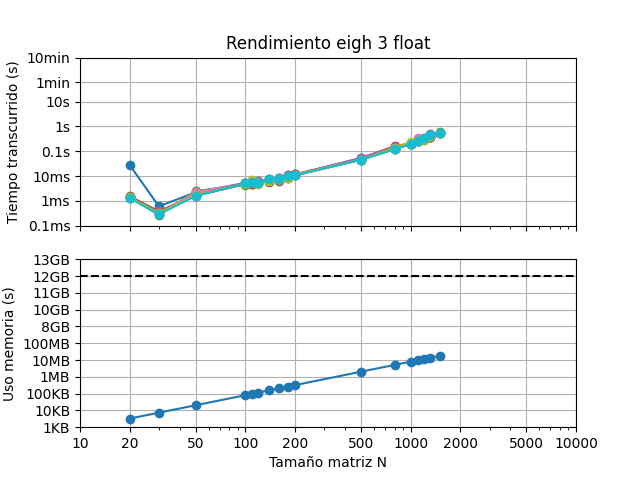 Rendimiento eigh 3 float
Tiempo transcurrido (s)
10min
1min
10s
1s
0.1s
10ms
1ms
0.1ms
Uso memoria (s)
13GB
12GB
11GB
10GB
8GB
100MB
10MB
1MB
100KB
10KB
1KB
10 20 50 100 200 500 1000 2000 5000 10000
Tamaño matriz N